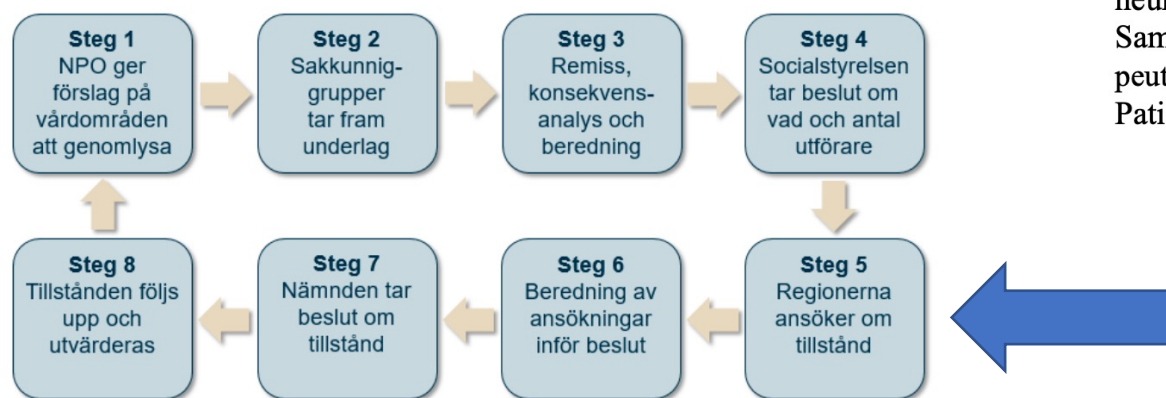 Steg 1
NPO ger
förslag på
vårdområden
att genomlysa
Steg 2
Sakkunnig-
grupper
tar fram
underlag
Steg 3
Remiss,
konsekvens-
analys och
beredning
Steg 4
Socialstyrelsen
tar beslut om
vad och antal
utförare
Steg 5
Regionerna
ansöker om
tillstånd
Steg 6
Beredning av
ansökningar
inför beslut
Steg 7
Nämnden tar
beslut om
tillstånd
Steg 8
Tillstånden följs
upp och
utvärderas
Sam
peut
Pati